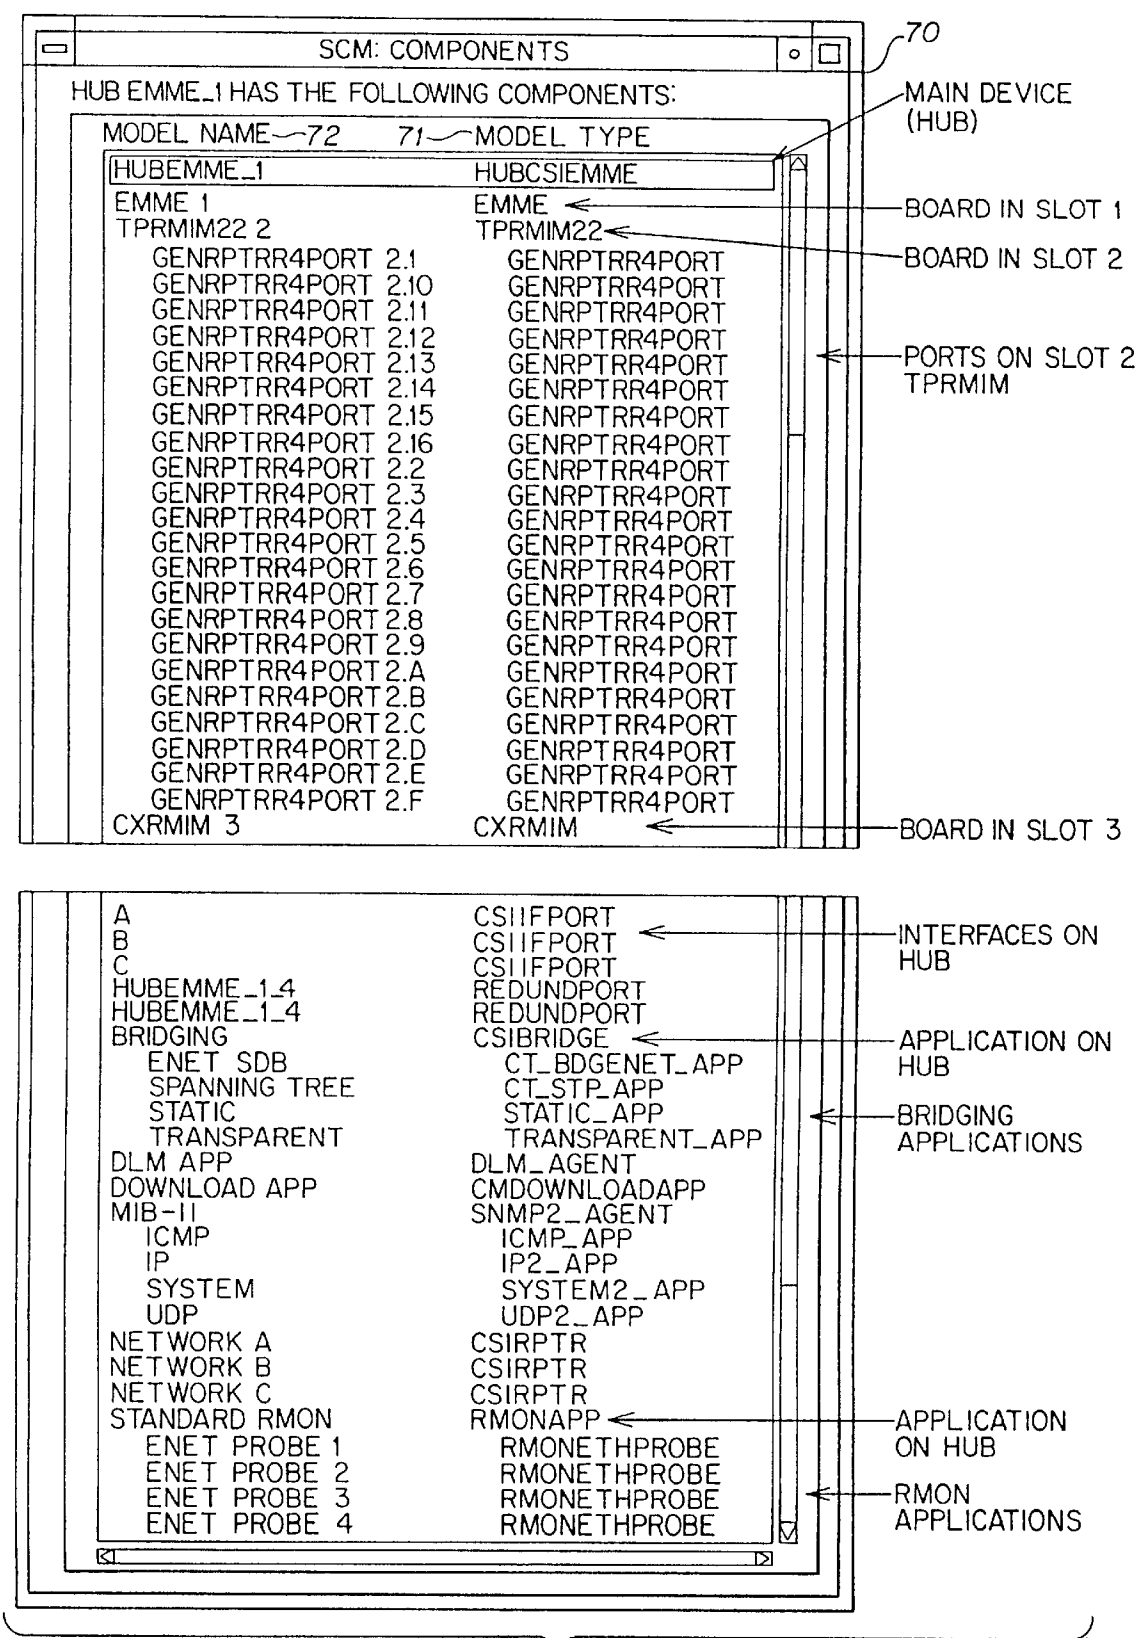 70
SCM: COMPONENTS
HUB EMME_1 HAS THE FOLLOWING COMPONENTS:
MAIN DEVICE
(HUB)
MODEL NAME 72 71 MODEL TYPE
HUBEMME_1 HUBCSIEMME
EMME 1 EMME BOARD IN SLOT 1
TPRMIM22 2 TPRMIM22 BOARD IN SLOT 2
GENRPTRR4PORT 2.1 GENRPTRR4PORT
GENRPTRR4PORT 2.10 GENRPTRR4PORT
GENRPTRR4PORT 2.11 GENRPTRR4PORT
GENRPTRR4PORT 2.12 GENRPTRR4PORT
GENRPTRR4PORT 2.13 GENRPTRR4PORT PORTS ON SLOT 2
GENRPTRR4PORT 2.14 GENRPTRR4PORT TPRMIM
GENRPTRR4PORT 2.15 GENRPTRR4PORT
GENRPTRR4PORT 2.16 GENRPTRR4PORT
GENRPTRR4PORT 2.2 GENRPTRR4PORT
GENRPTRR4PORT 2.3 GENRPTRR4PORT
GENRPTRR4PORT 2.4 GENRPTRR4PORT
GENRPTRR4PORT 2.5 GENRPTRR4PORT
GENRPTRR4PORT 2.6 GENRPTRR4PORT
GENRPTRR4PORT 2.7 GENRPTRR4PORT
GENRPTRR4PORT 2.8 GENRPTRR4PORT
GENRPTRR4PORT 2.9 GENRPTRR4PORT
GENRPTRR4PORT 2.A GENRPTRR4PORT
GENRPTRR4PORT 2.B GENRPTRR4PORT
GENRPTRR4PORT 2.C GENRPTRR4PORT
GENRPTRR4PORT 2.D GENRPTRR4PORT
GENRPTRR4PORT 2.E GENRPTRR4PORT
GENRPTRR4PORT 2.F GENRPTRR4PORT
CXRMIM 3 CXRMIM BOARD IN SLOT 3
A CSIIFPORT
B CSIIFPORT INTERFACES ON
C CSIIFPORT HUB
HUBEMME_1_4 REDUNDPORT
HUBEMME_1_4 REDUNDPORT
BRIDGING CSIBRIDGE APPLICATION ON
ENET SDB CT_BDGENET_APP HUB
SPANNING TREE CT_STP_APP
STATIC STATIC_APP BRIDGING
TRANSPARENT TRANSPARENT_APP APPLICATIONS
DLM APP DLM_AGENT
DOWNLOAD APP CMDOWNLOADAPP
MIB-II SNMP2_AGENT
ICMP ICMP_APP
IP IP2_APP
SYSTEM SYSTEM2_APP
UDP UDP2_APP
NETWORK A CSIRPTR
NETWORK B CSIRPTR
NETWORK C CSIRPTR
STANDARD RMON RMONAPP APPLICATION
ENET PROBE 1 RMONETHPROBE ON HUB
ENET PROBE 2 RMONETHPROBE
ENET PROBE 3 RMONETHPROBE RMON
ENET PROBE 4 RMONETHPROBE APPLICATIONS